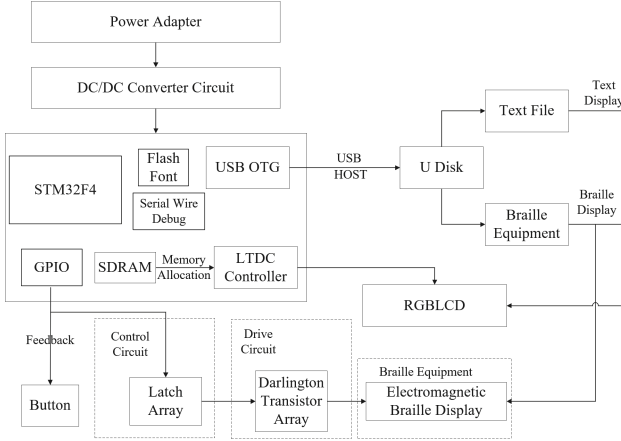 Power Adapter
DC/DC Converter Circuit
Text
Display
Text File
Flash
Font
USB OTG
USB
HOST
U Disk
STM32F4
Serial Wire
Debug
Braille
Display
Braille
Equipment
GPIO
SDRAM
Memory
Allocation
LTDC
Controller
RGBLCD
Feedback
Control
Circuit
Drive
Circuit
Braille Equipment
Button
Latch
Array
Darlington
Transistor
Array
Electromagnetic
Braille Display